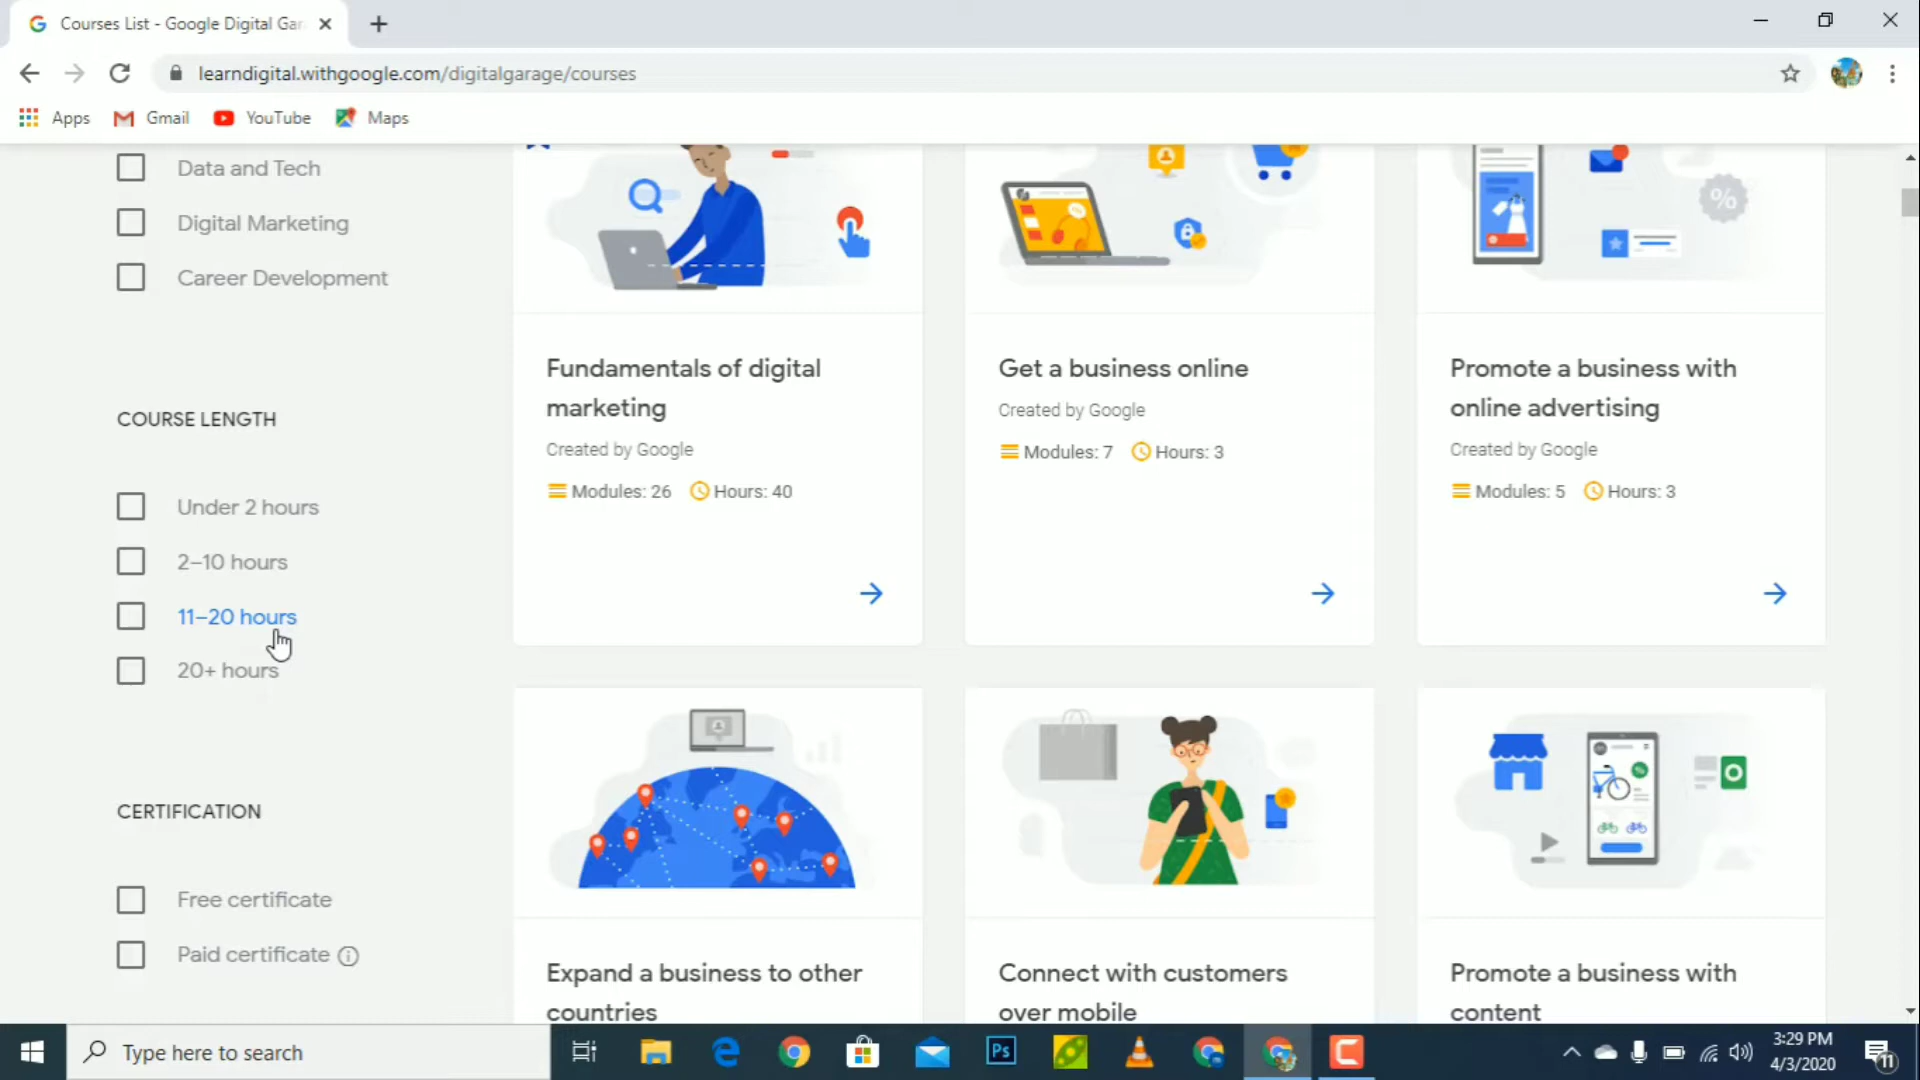 Courses List - Google Digital Gar
learndigital.withgoogle.com/digitalgarage/courses
Apps
Gmail
YouTube
Maps
Data and Tech
Digital Marketing
Career Development
COURSE LENGTH
Under 2 hours
2–10 hours
11–20 hours
20+ hours
CERTIFICATION
Free certificate
Paid certificate
Fundamentals of digital
marketing
Created by Google
Modules: 26 Hours: 40
Get a business online
Created by Google
Modules: 7 Hours: 3
Promote a business with
online advertising
Created by Google
Modules: 5 Hours: 3
Expand a business to other
countries
Connect with customers
over mobile
Promote a business with
content
Type here to search
Ps
3:29 PM
4/3/2020
11